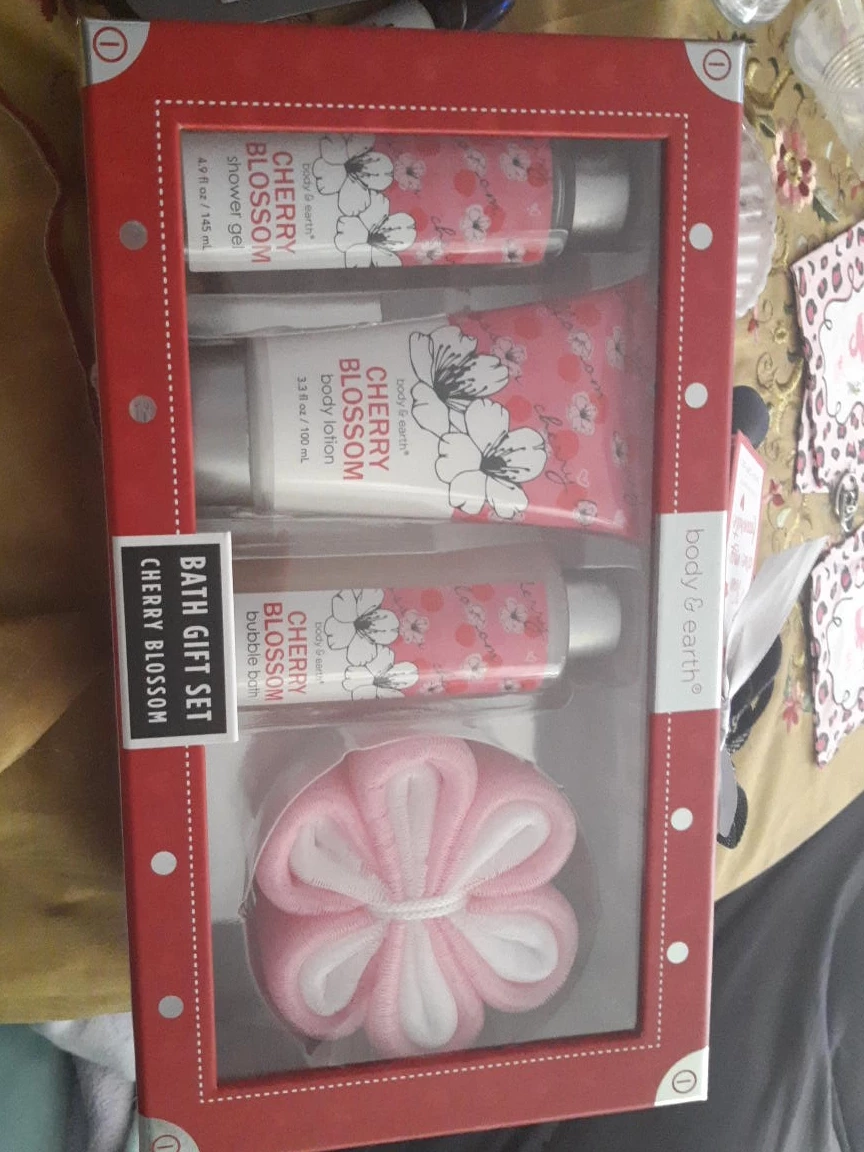 body & earth®
body & earth®
CHERRY
BLOSSOM
shower gel
4.9 fl oz / 145 mL
cherry
body & earth®
CHERRY
BLOSSOM
body lotion
3.3 fl oz / 100 mL
body & earth®
CHERRY
BLOSSOM
bubble bath
BATH GIFT SET
CHERRY BLOSSOM